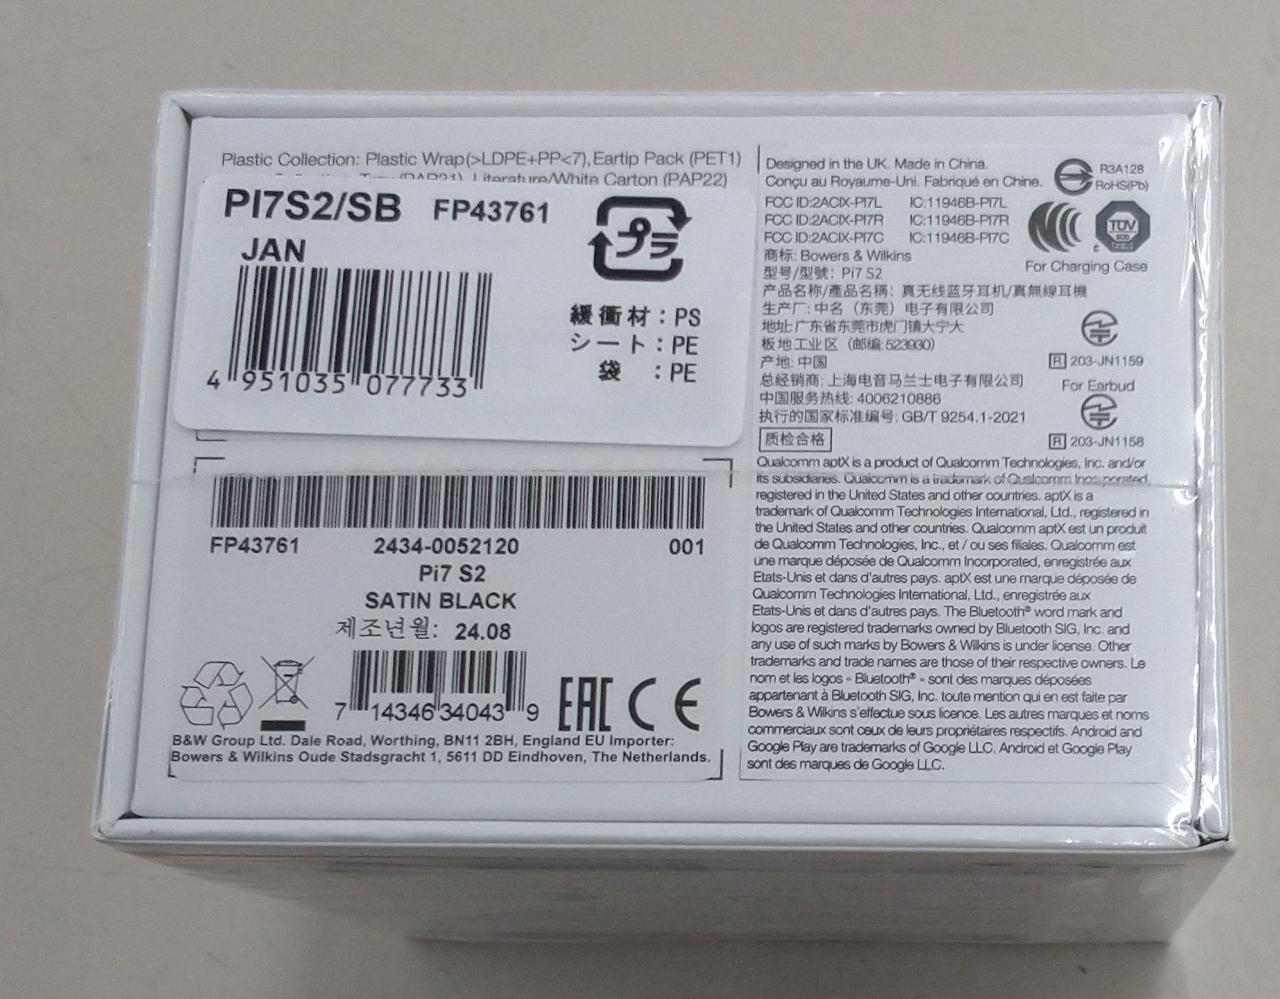 Plastic Collection: Plastic Wrap(>LDPE+PP<7), Eartip Pack (PET1)
Literature/White Carton (PAP22)
PI7S2/SB FP43761
JAN
4 951035 077733
プラ
緩衝材：PS
シート：PE
袋 ：PE
FP43761 2434-0052120 001
Pi7 S2
SATIN BLACK
제조년월: 24.08
7 14346 34043 9
EAC CE
B&W Group Ltd. Dale Road, Worthing, BN11 2BH, England EU Importer:
Bowers & Wilkins Oude Stadsgracht 1, 5611 DD Eindhoven, The Netherlands.
Designed in the UK. Made in China.
Conçu au Royaume-Uni. Fabriqué en Chine.
R3A128
RoHS(Pb)
FCC ID:2ACIX-PI7L IC:11946B-PI7L
FCC ID:2ACIX-PI7R IC:11946B-PI7R
FCC ID:2ACIX-PI7C IC:11946B-PI7C
TÜV
For Charging Case
商标: Bowers & Wilkins
型号/型號：Pi7 S2
产品名称/產品名稱：真无线蓝牙耳机/真無線耳機
生产厂: 中名（东莞）电子有限公司
地址:广东省东莞市虎门镇大宁大
板地工业区（邮编:523930）
产地: 中国
总经销商: 上海电音马兰士电子有限公司
中国服务热线: 4006210886
执行的国家标准编号: GB/T 9254.1-2021
质检合格
R 203-JN1159
For Earbud
R 203-JN1158
Qualcomm aptX is a product of Qualcomm Technologies, Inc. and/or
its subsidiaries. Qualcomm is a trademark of Qualcomm Incorporated,
registered in the United States and other countries. aptX is a
trademark of Qualcomm Technologies International, Ltd., registered in
the United States and other countries. Qualcomm aptX est un produit
de Qualcomm Technologies, Inc., et / ou ses filiales. Qualcomm est
une marque déposée de Qualcomm Incorporated, enregistrée aux
Etats-Unis et dans d'autres pays. aptX est une marque déposée de
Qualcomm Technologies International, Ltd., enregistrée aux
Etats-Unis et dans d'autres pays. The Bluetooth® word mark and
logos are registered trademarks owned by Bluetooth SIG, Inc. and
any use of such marks by Bowers & Wilkins is under license. Other
trademarks and trade names are those of their respective owners. Le
nom et les logos « Bluetooth® » sont des marques déposées
appartenant à Bluetooth SIG, Inc. toute mention qui en est faite par
Bowers & Wilkins s'effectue sous licence. Les autres marques et noms
commerciaux sont ceux de leurs propriétaires respectifs. Android and
Google Play are trademarks of Google LLC. Android et Google Play
sont des marques de Google LLC.